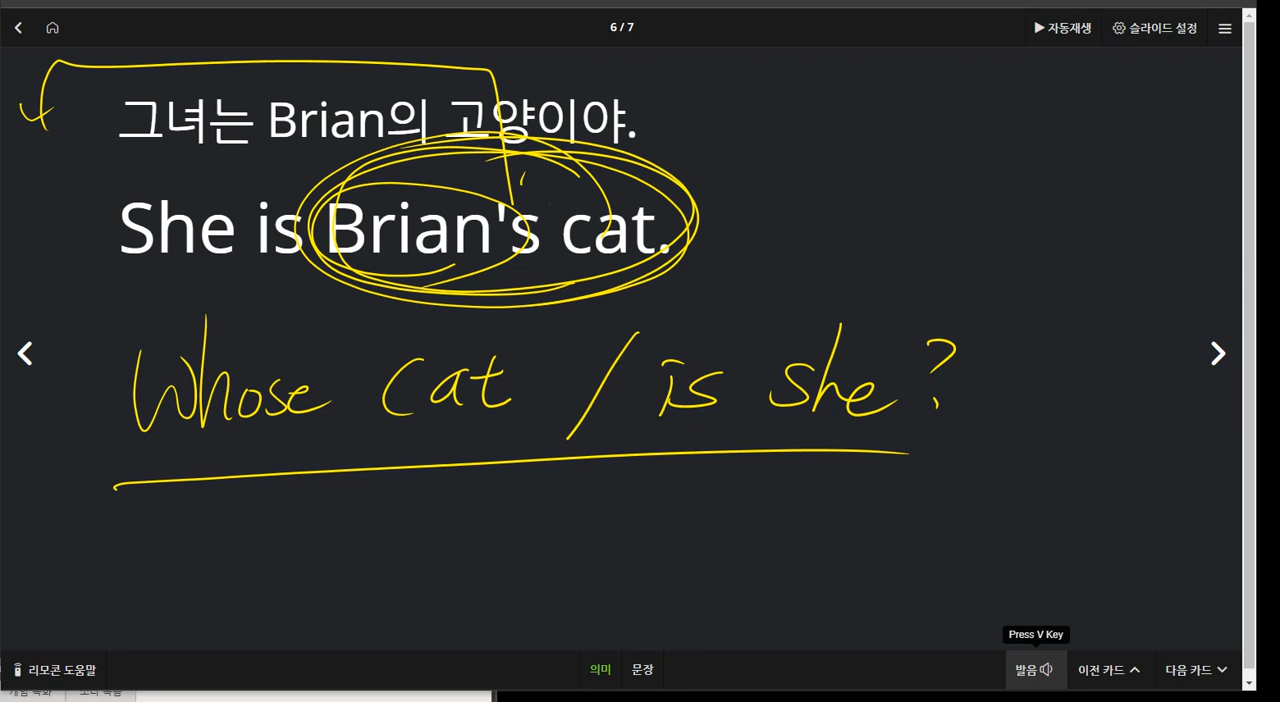 6 / 7
자동재생
슬라이드 설정
그녀는 Brian의 고양이야.
She is Brian's cat.
Whose cat / is she?
Press V Key
리모콘 도움말
의미
문장
발음
이전 카드
다음 카드